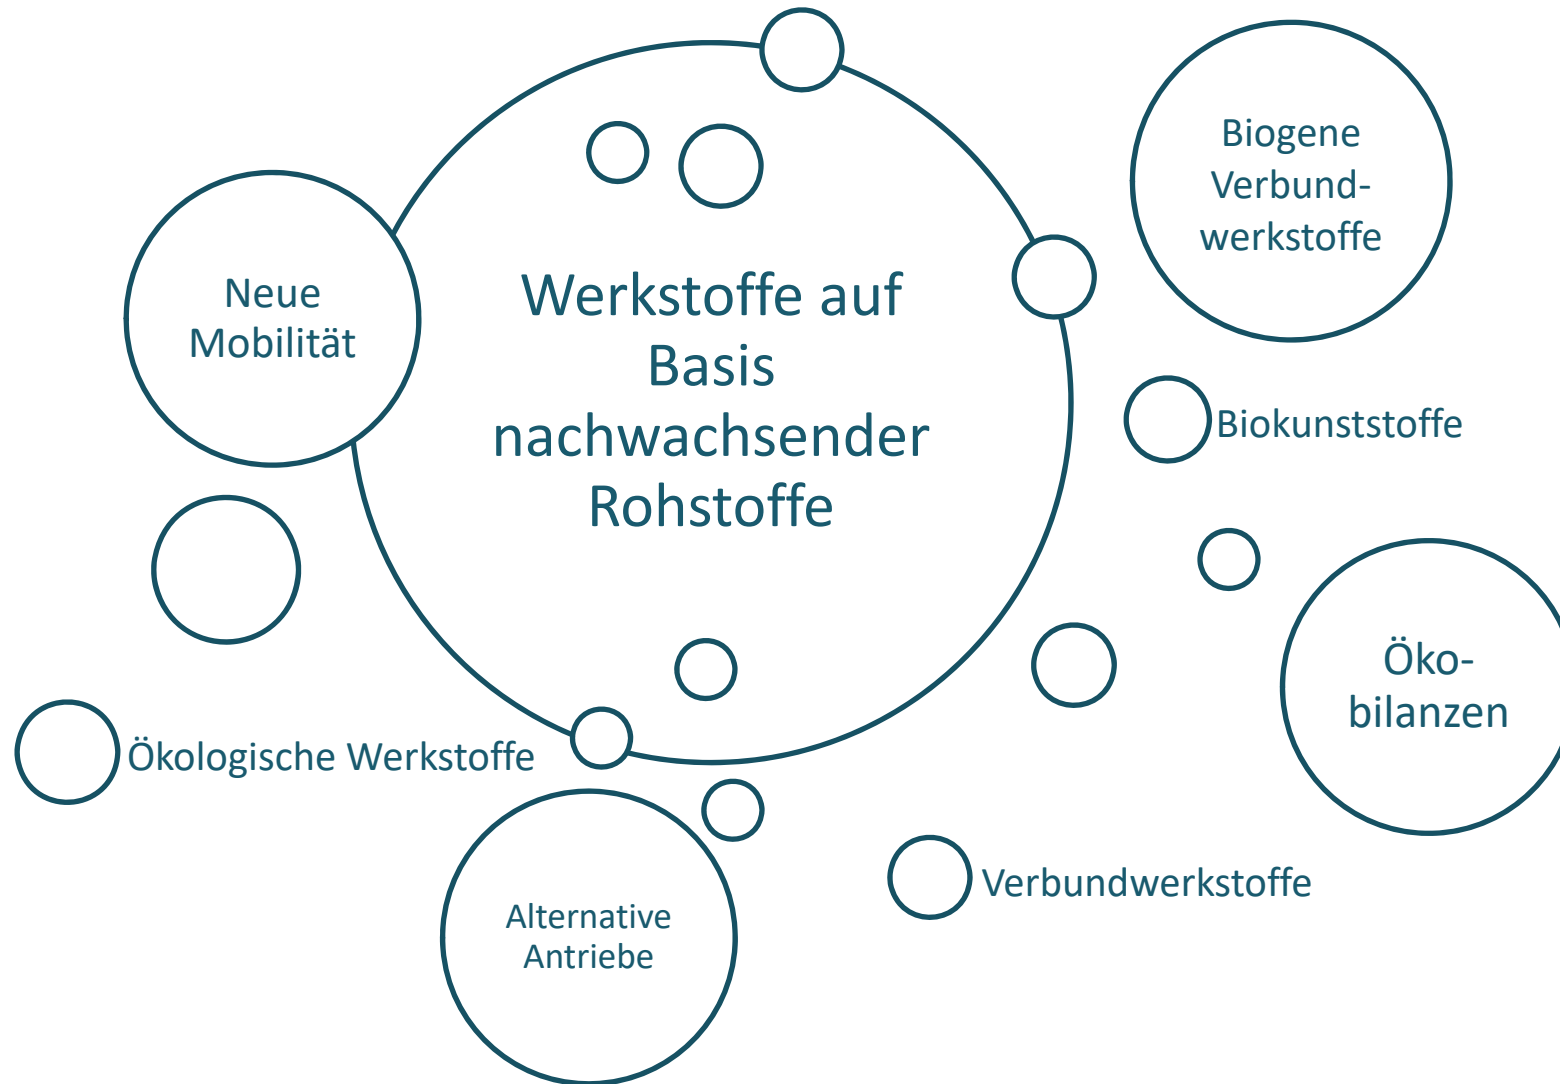 Biogene
Verbund-
werkstoffe
Neue
Mobilität
Werkstoffe auf
Basis
nachwachsender
Rohstoffe
Biokunststoffe
Öko-
bilanzen
Ökologische Werkstoffe
Verbundwerkstoffe
Alternative
Antriebe